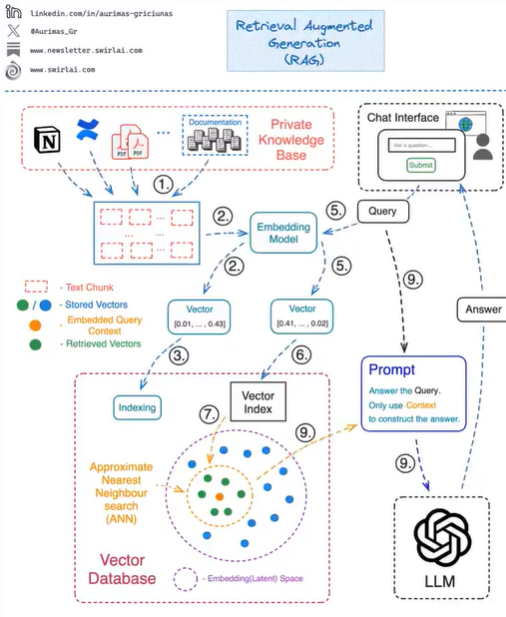 linkedin.com/in/aurimas-griciunas
@Aurimas_Gr
www.newsletter.swirlai.com
www.swirlai.com
Retrieval Augmented
Generation
(RAG)
Documentation
...
PDF
PDF
Private
Knowledge
Base
Chat Interface
Ask a question...
Submit
1.
2.
Embedding
Model
5.
Query
... 
...
...
...
2.
5.
9.
- Text Chunk
/ - Stored Vectors
- Embedded Query
Context
- Retrieved Vectors
Vector
[0.01, ... , 0.43]
Vector
[0.41, ... , 0.02]
Answer
3.
6.
Indexing
Vector
Index
7.
9.
Prompt
Answer the Query.
Only use Context
to construct the answer.
9.
Approximate
Nearest
Neighbour
search
(ANN)
Vector
Database
- Embedding(Latent) Space
LLM